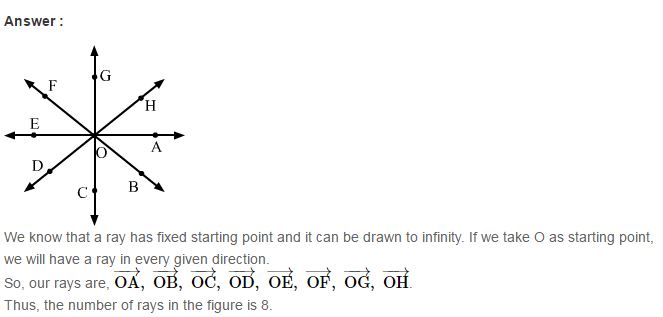 Answer :
G
F
H
E
A
O
D
B
C
We know that a ray has fixed starting point and it can be drawn to infinity. If we take O as starting point,
we will have a ray in every given direction.
So, our rays are, $\overrightarrow{OA}$, $\overrightarrow{OB}$, $\overrightarrow{OC}$, $\overrightarrow{OD}$, $\overrightarrow{OE}$, $\overrightarrow{OF}$, $\overrightarrow{OG}$, $\overrightarrow{OH}$.
Thus, the number of rays in the figure is 8.